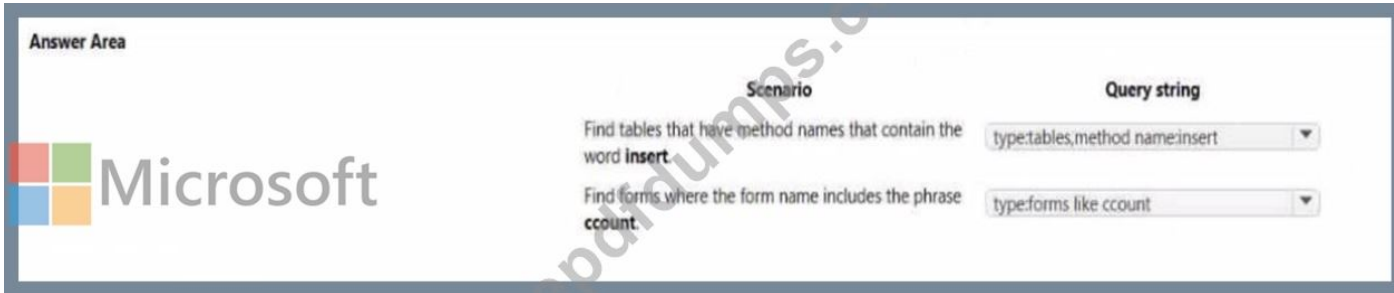 Answer Area
Scenario Query string
Find tables that have method names that contain the
word insert.
type:tables,method name:insert
Find forms where the form name includes the phrase
ccount.
type:forms like ccount
Microsoft